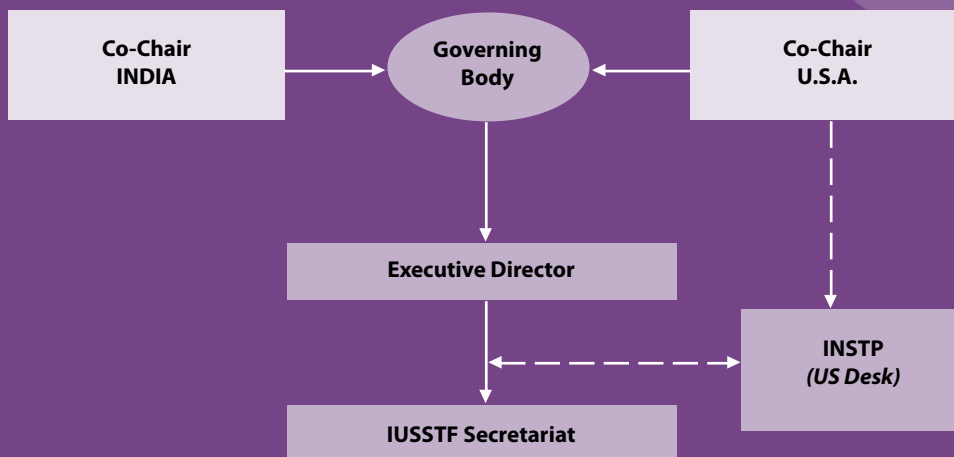 Co-Chair
INDIA
Governing
Body
Co-Chair
U.S.A.
Executive Director
INSTP
(US Desk)
IUSSTF Secretariat